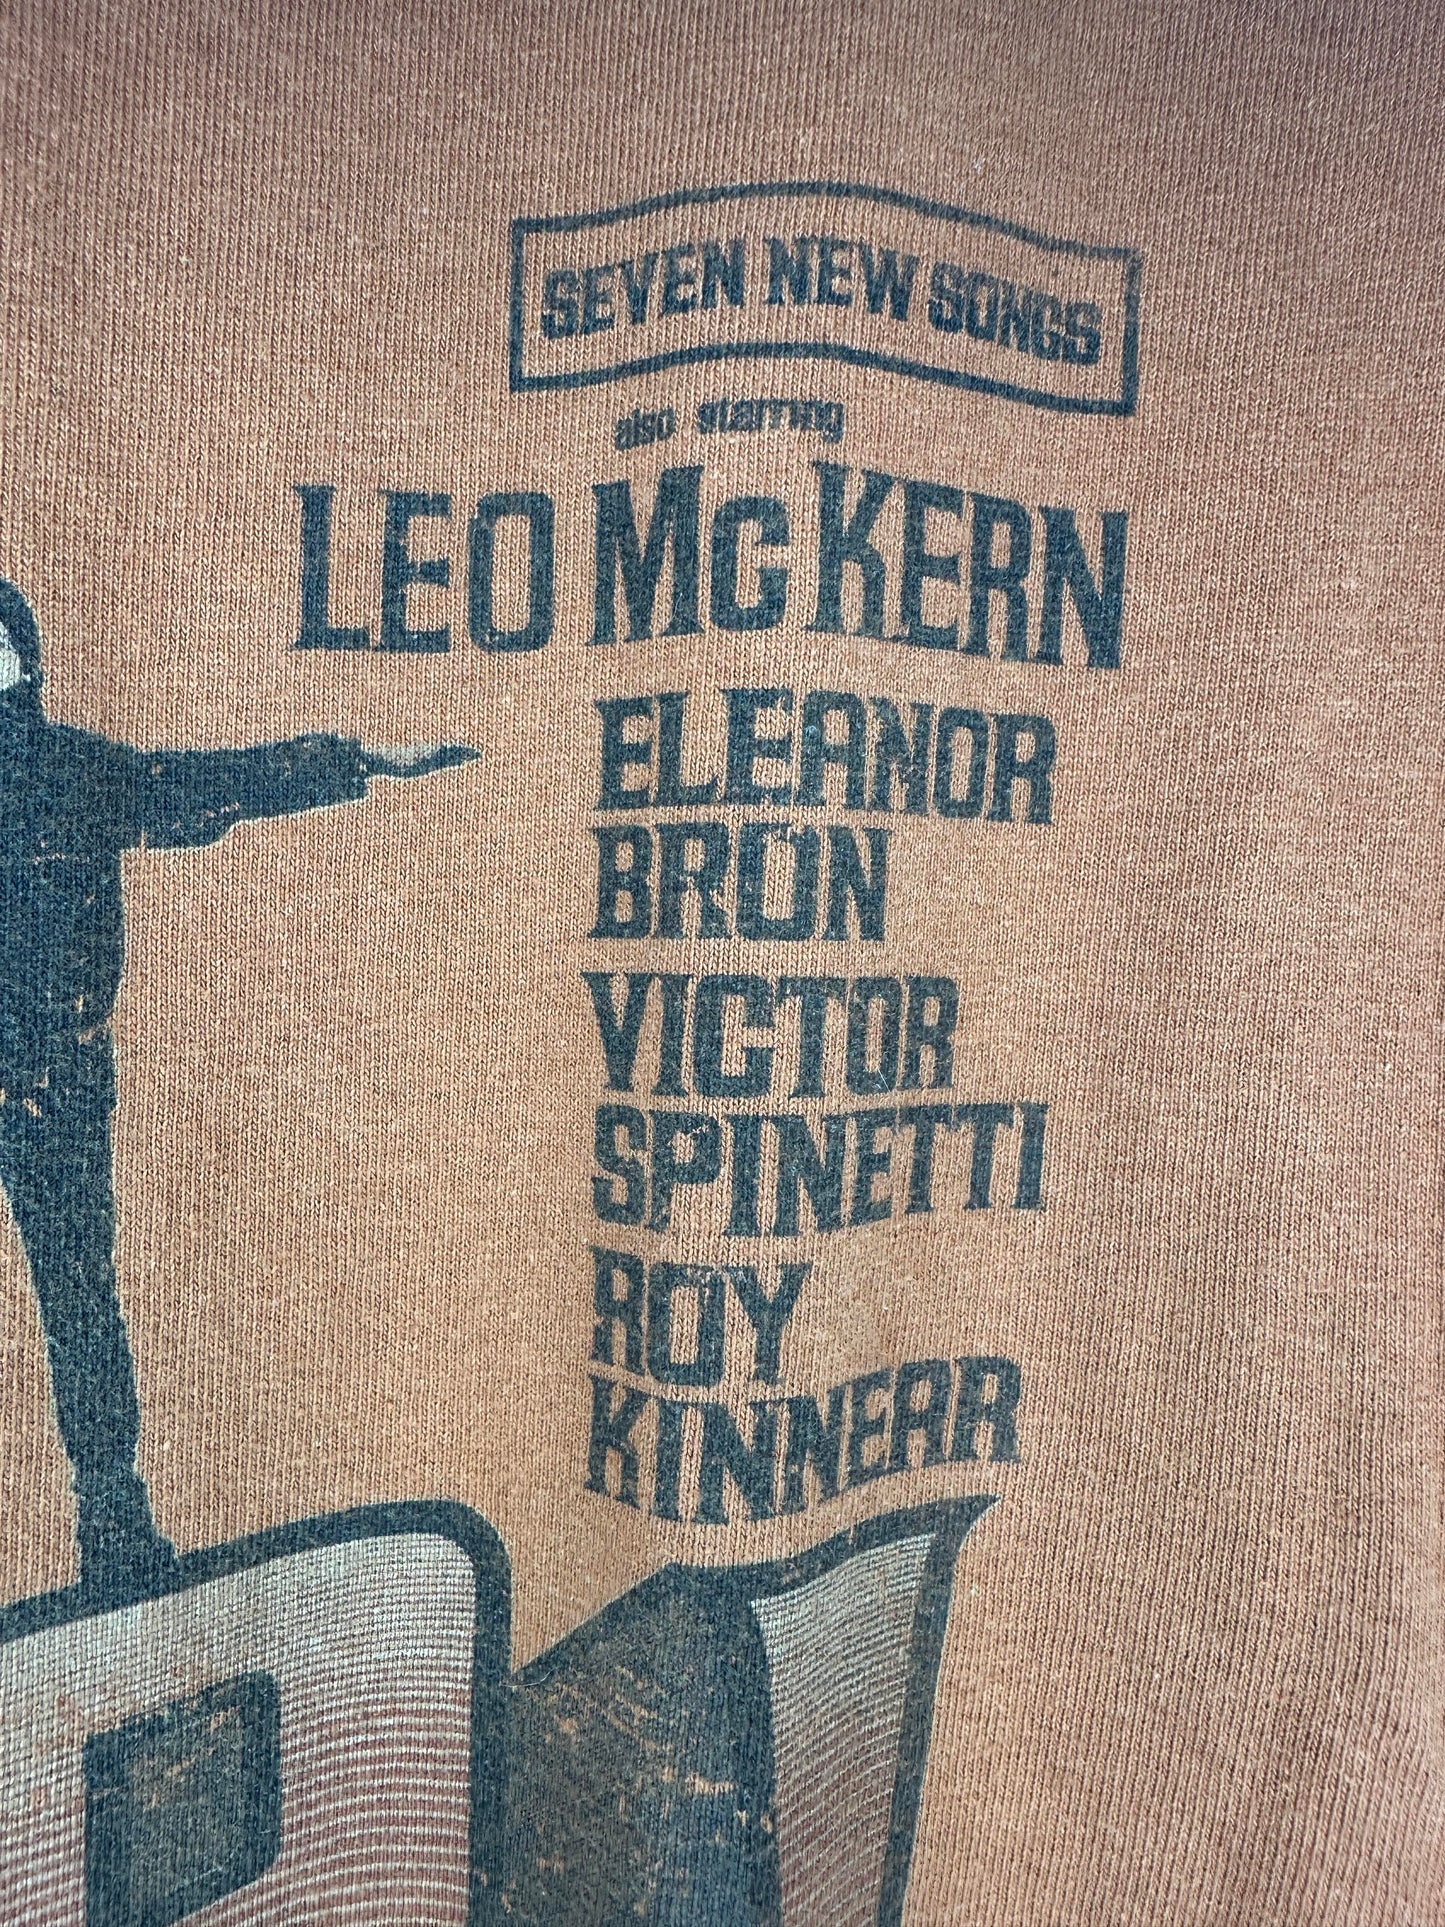 SEVEN NEW SONGS
also starring
LEO McKERN
ELEANOR
BRON
VICTOR
SPINETTI
ROY
KINNEAR